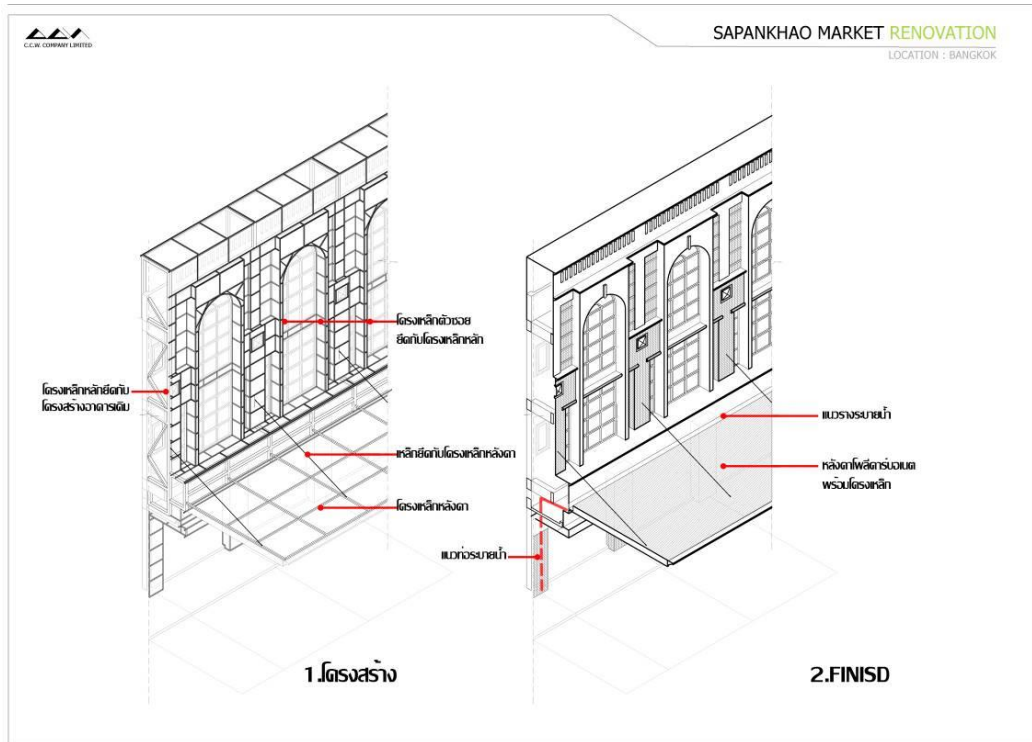 C.C.W. COMPANY LIMITED
SAPANKHAO MARKET RENOVATION
LOCATION : BANGKOK
โครงเหล็กตัวซอย
ยึดกับโครงเหล็กหลัก
โครงเหล็กหลักยึดกับ
โครงสร้างอาคารเดิม
เหล็กยึดกับโครงเหล็กหลังคา
โครงเหล็กหลังคา
1.โครงสร้าง
แนวรางระบายน้ำ
หลังคาโพลีคาร์บอเนต
พร้อมโครงเหล็ก
แนวท่อระบายน้ำ
2.FINISD